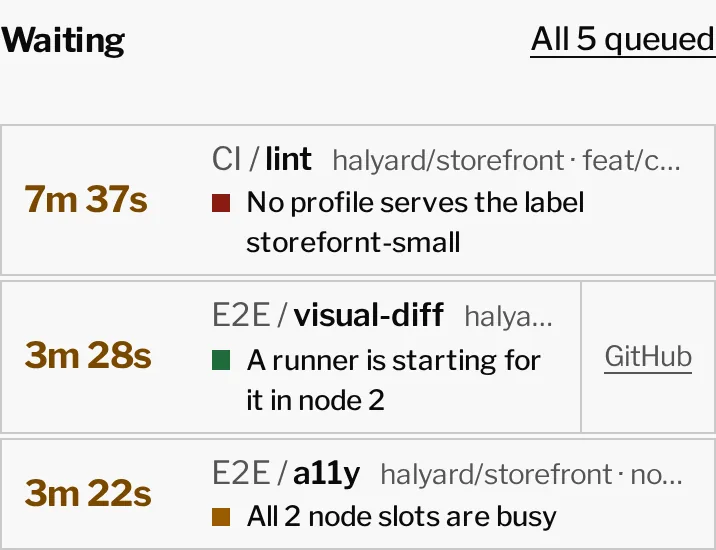 Waiting
All 5 queued
CI / lint halyard/storefront · feat/c…
7m 37s
No profile serves the label
storefornt-small
E2E / visual-diff halya…
3m 28s
A runner is starting for
it in node 2
GitHub
E2E / a11y halyard/storefront · no…
3m 22s
All 2 node slots are busy